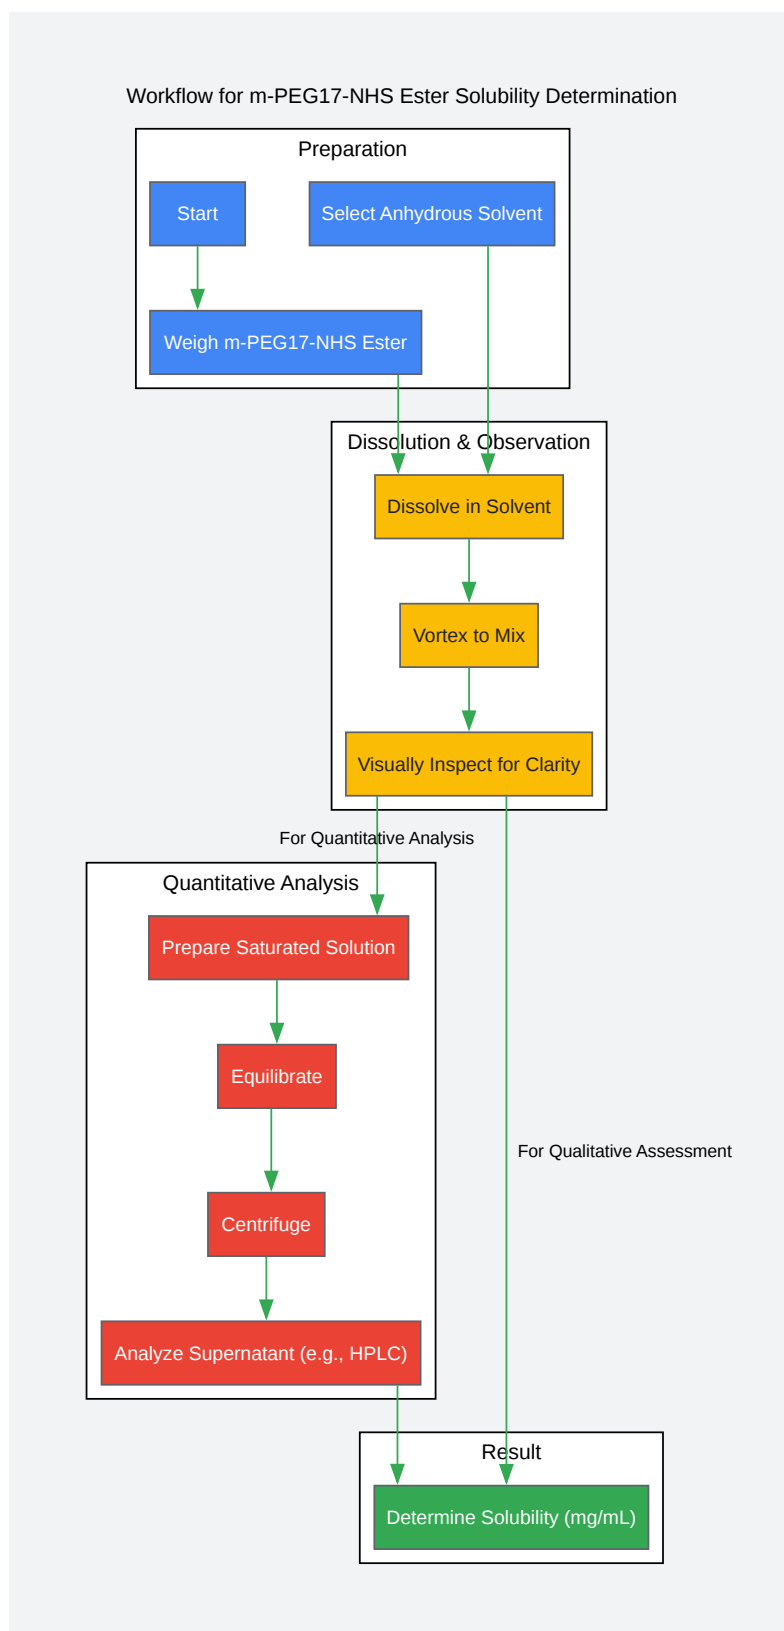 Workflow for m-PEG17-NHS Ester Solubility Determination
Preparation
Start
Select Anhydrous Solvent
Weigh m-PEG17-NHS Ester
Dissolution & Observation
Dissolve in Solvent
Vortex to Mix
Visually Inspect for Clarity
For Quantitative Analysis
Quantitative Analysis
Prepare Saturated Solution
Equilibrate
For Qualitative Assessment
Centrifuge
Analyze Supernatant (e.g., HPLC)
Result
Determine Solubility (mg/mL)